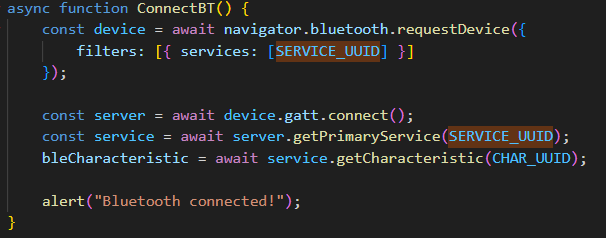 async function ConnectBT() {
    const device = await navigator.bluetooth.requestDevice({
        filters: [{ services: [SERVICE_UUID] }]
    });

    const server = await device.gatt.connect();
    const service = await server.getPrimaryService(SERVICE_UUID);
    bleCharacteristic = await service.getCharacteristic(CHAR_UUID);

    alert("Bluetooth connected!");
}